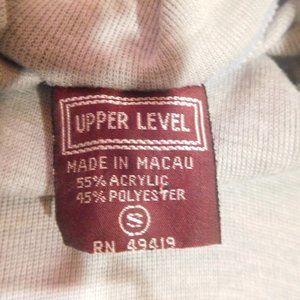 UPPER LEVEL
MADE IN MACAU
55% ACRYLIC
45% POLYESTER
S
RN 49419